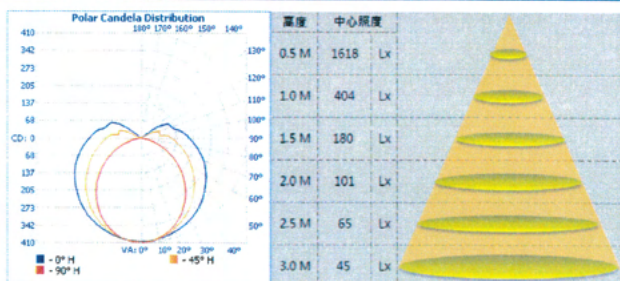 Polar Candela Distribution
410
180° 170° 160° 150° 140°
342
273
130°
205
137
120°
68
110°
CD: 0
100°
68
90°
137
80°
205
70°
273
60°
342
50°
410
VA: 0° 10° 20° 30° 40°
- 0° H
- 45° H
- 90° H
高度 中心照度
0.5 M 1618 Lx
1.0 M 404 Lx
1.5 M 180 Lx
2.0 M 101 Lx
2.5 M 65 Lx
3.0 M 45 Lx